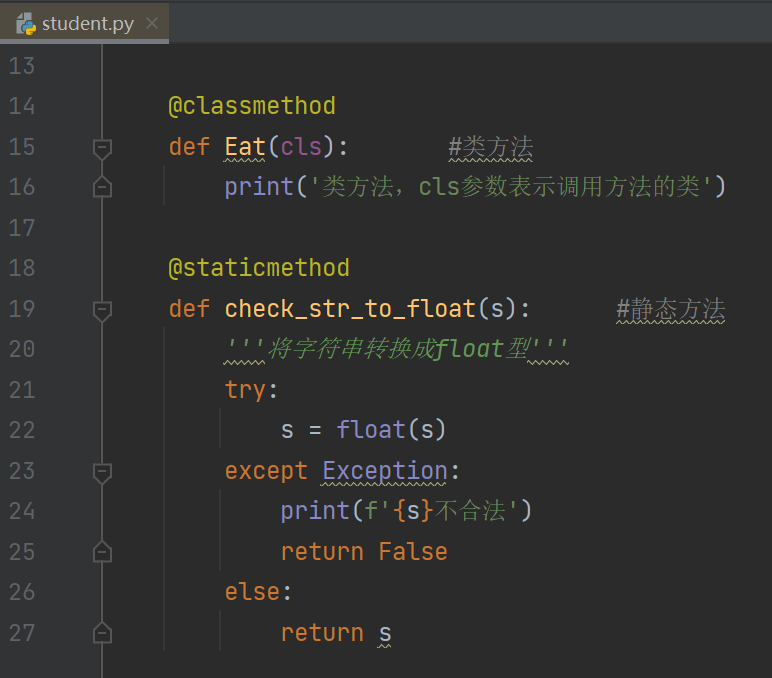 student.py
13
14 @classmethod
15 def Eat(cls): #类方法
16 print('类方法，cls参数表示调用方法的类')
17
18 @staticmethod
19 def check_str_to_float(s): #静态方法
20 '''将字符串转换成float型'''
21 try:
22 s = float(s)
23 except Exception:
24 print(f'{s}不合法')
25 return False
26 else:
27 return s